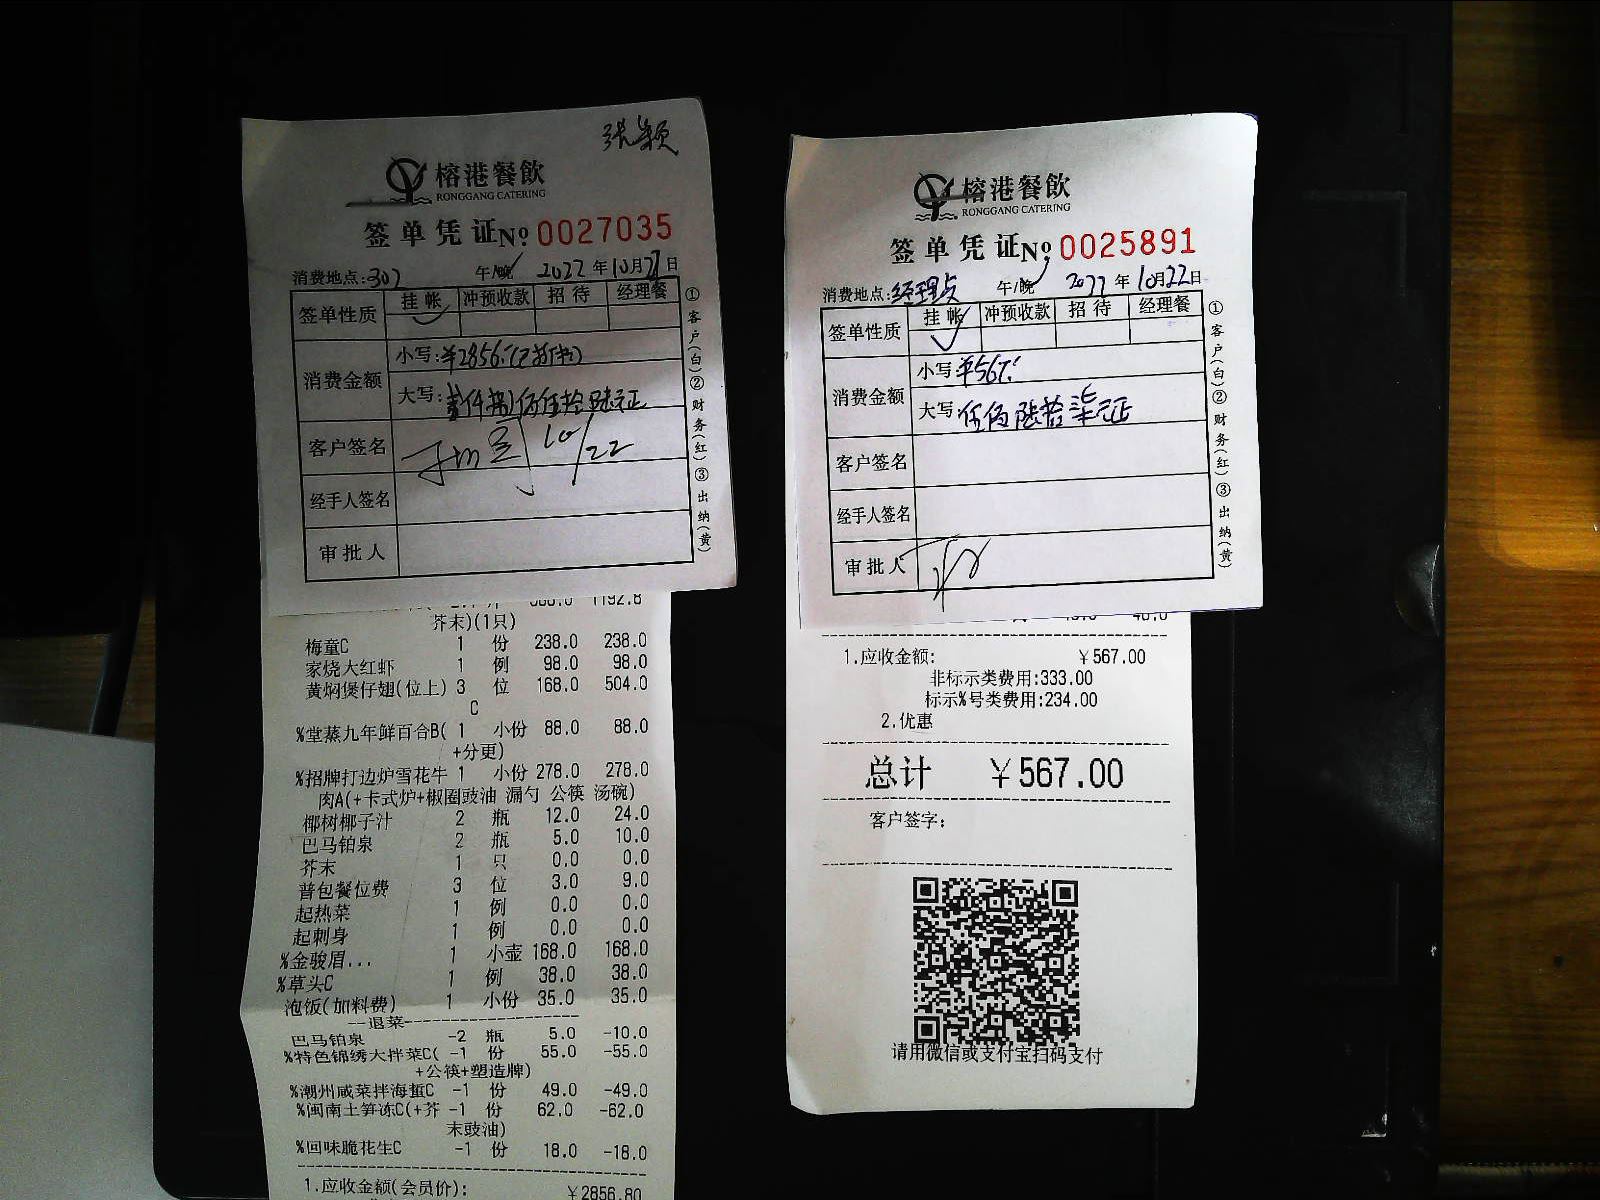 张颖
榕港餐飲
RONGGANG CATERING
签单凭证No 0027035
消费地点:302 午/晚 2022年10月21日
签单性质 挂帐 冲预收款 招待 经理餐
消费金额
小写:¥2856.
大写:
客户签名 10/22
经手人签名
审批人
①客户(白)②财务(红)③出纳(黄)
1192.8
芥末)(1只)
梅童C 1 份 238.0 238.0
家烧大红虾 1 例 98.0 98.0
黄焖煲仔翅(位上) 3 位 168.0 504.0
C
%堂蒸九年鲜百合B( 1 小份 88.0 88.0
+分更)
%招牌打边炉雪花牛 1 小份 278.0 278.0
肉A(+卡式炉+椒圈豉油 漏勺 公筷 汤碗)
椰树椰子汁 2 瓶 12.0 24.0
巴马铂泉 2 瓶 5.0 10.0
芥末 1 只 0.0 0.0
普包餐位费 3 位 3.0 9.0
起热菜 1 例 0.0 0.0
起刺身 1 例 0.0 0.0
%金骏眉... 1 小壶 168.0 168.0
%草头C 1 例 38.0 38.0
泡饭(加料费) 1 小份 35.0 35.0
--退菜--
巴马铂泉 -2 瓶 5.0 -10.0
%特色锦绣大拌菜C( -1 份 55.0 -55.0
+公筷+塑造牌)
%潮州咸菜拌海蜇C -1 份 49.0 -49.0
%闽南土笋冻C(+芥 -1 份 62.0 -62.0
末豉油)
%回味脆花生C -1 份 18.0 -18.0
1.应收金额(会员价): ¥2856.80
榕港餐飲
RONGGANG CATERING
签单凭证No 0025891
消费地点:经理点 午/晚 2022年10月22日
签单性质 挂帐 冲预收款 招待 经理餐
消费金额
小写:¥567.
大写 伍佰陆拾柒元正
客户签名
经手人签名
审批人
①客户(白)②财务(红)③出纳(黄)
1.应收金额: ¥567.00
非标示类费用:333.00
标示%号类费用:234.00
2.优惠
总计 ¥567.00
客户签字:
请用微信或支付宝扫码支付